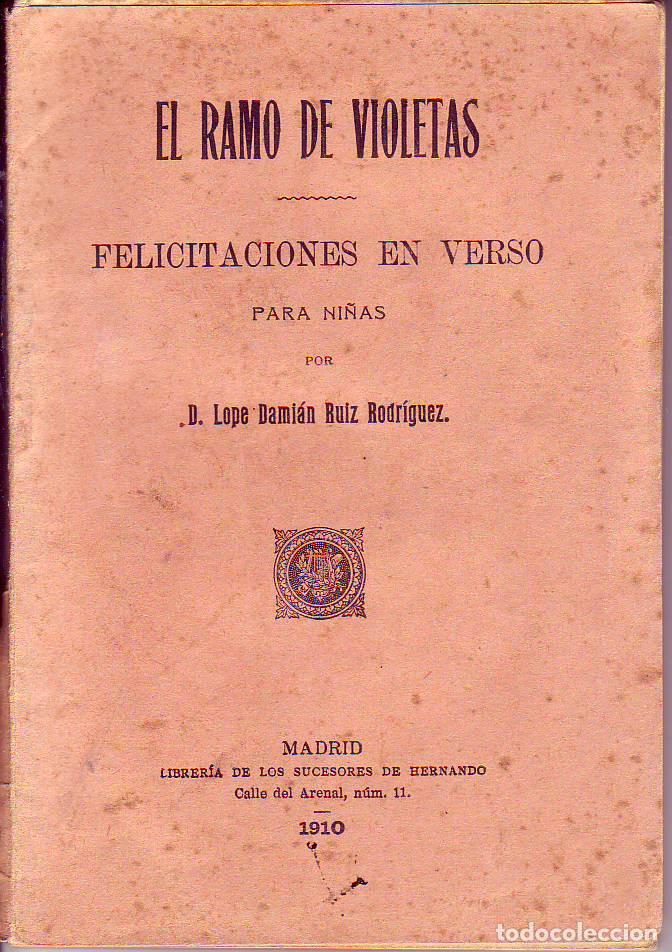 EL RAMO DE VIOLETAS
FELICITACIONES EN VERSO
PARA NIÑAS
POR
D. Lope Damián Ruiz Rodríguez.
MADRID
LIBRERÍA DE LOS SUCESORES DE HERNANDO
Calle del Arenal, núm. 11.
1910
todocoleccion